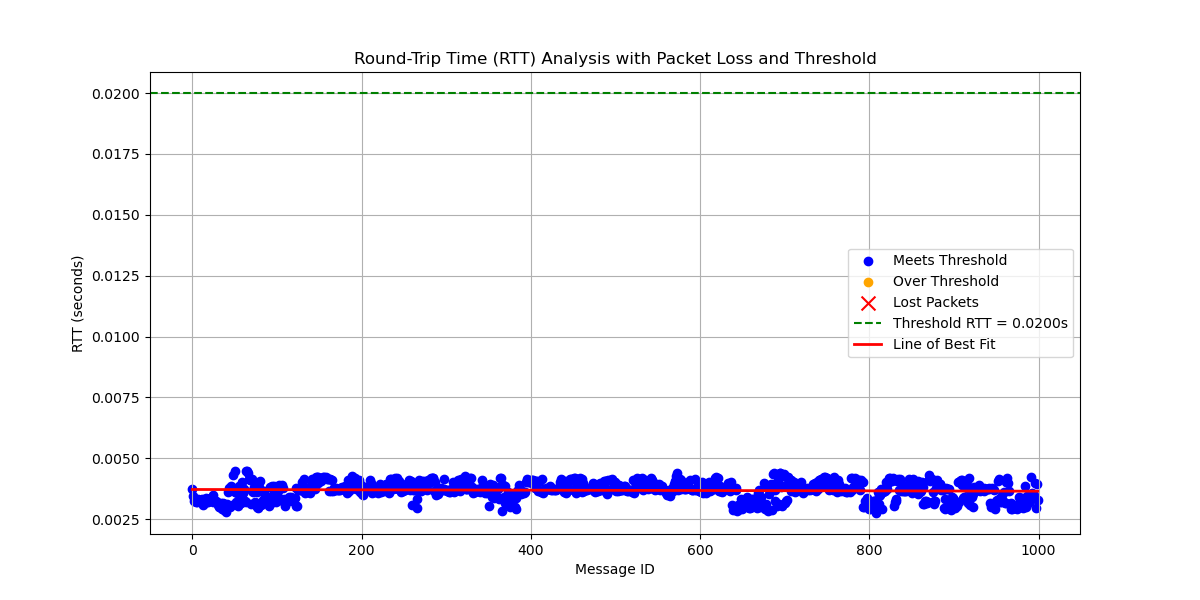 Round-Trip Time (RTT) Analysis with Packet Loss and Threshold
RTT (seconds)
0.0200
0.0175
0.0150
0.0125
0.0100
0.0075
0.0050
0.0025
Meets Threshold
Over Threshold
Lost Packets
Threshold RTT = 0.0200s
Line of Best Fit
0 200 400 600 800 1000
Message ID